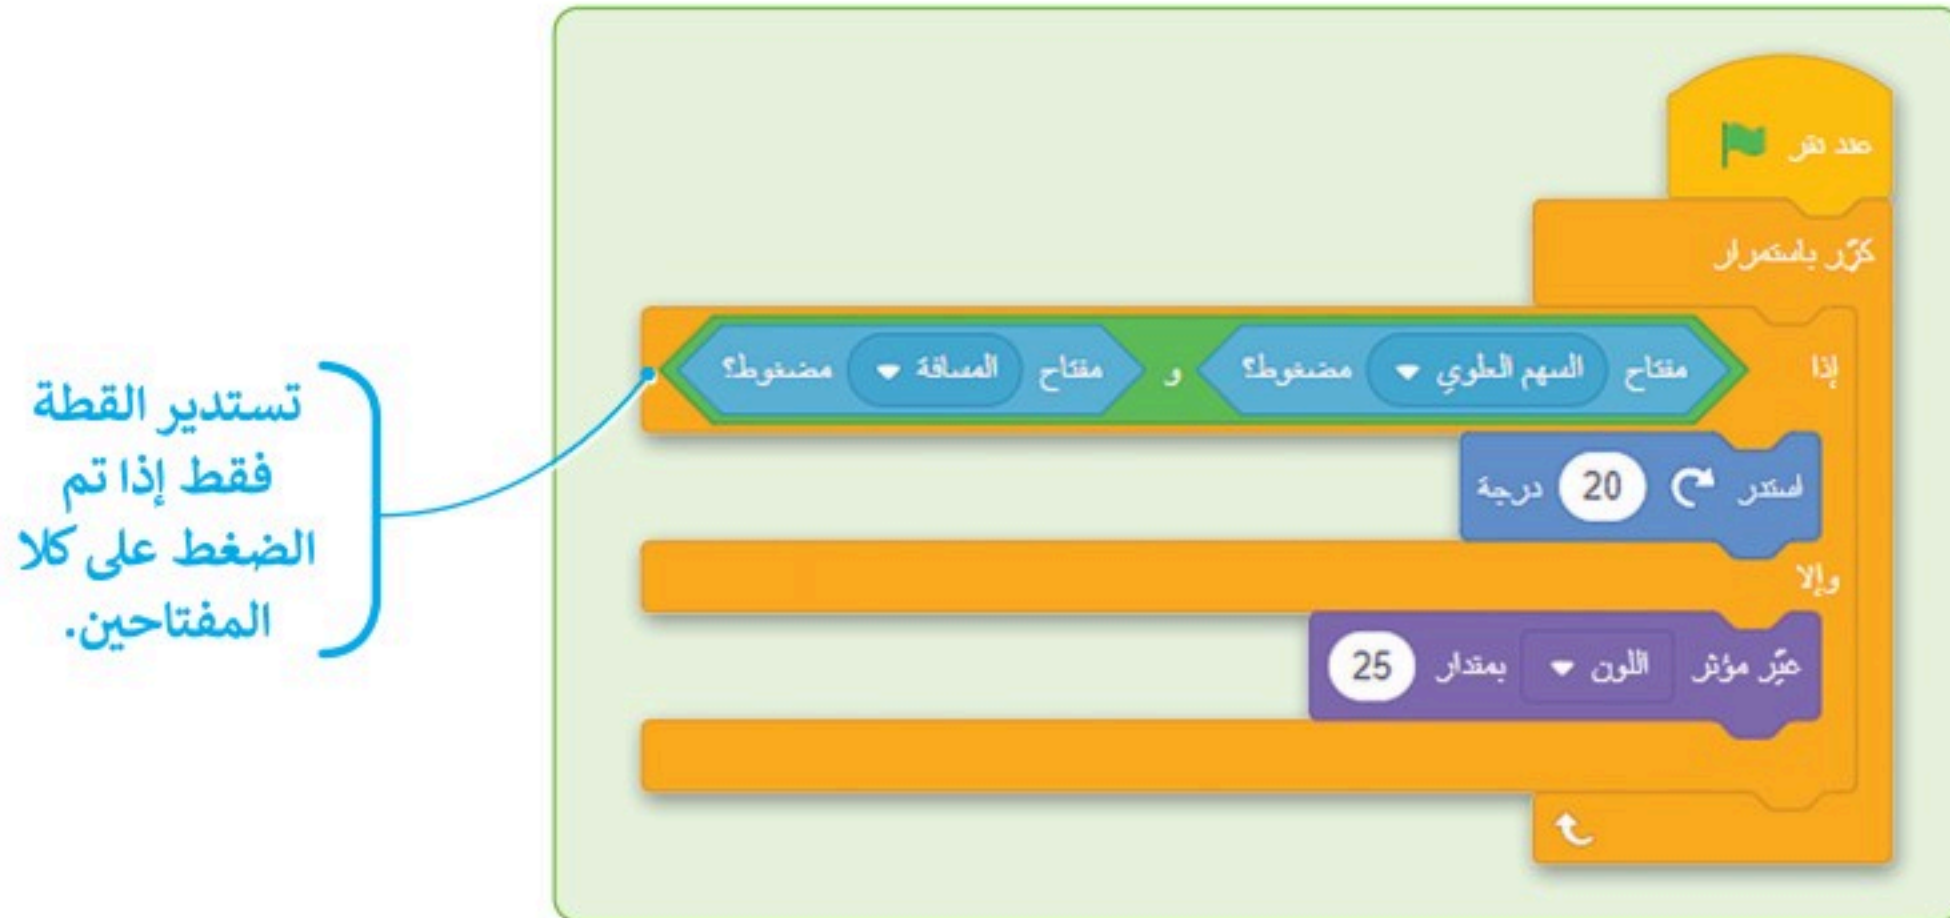 عند نقر
كرّر باستمرار
إذا مفتاح السهم العلوي مضغوط؟ و مفتاح المسافة مضغوط؟
استدر 20 درجة
وإلا
غيّر مؤثر اللون بمقدار 25
تستدير القطة
فقط إذا تم
الضغط على كلا
المفتاحين.